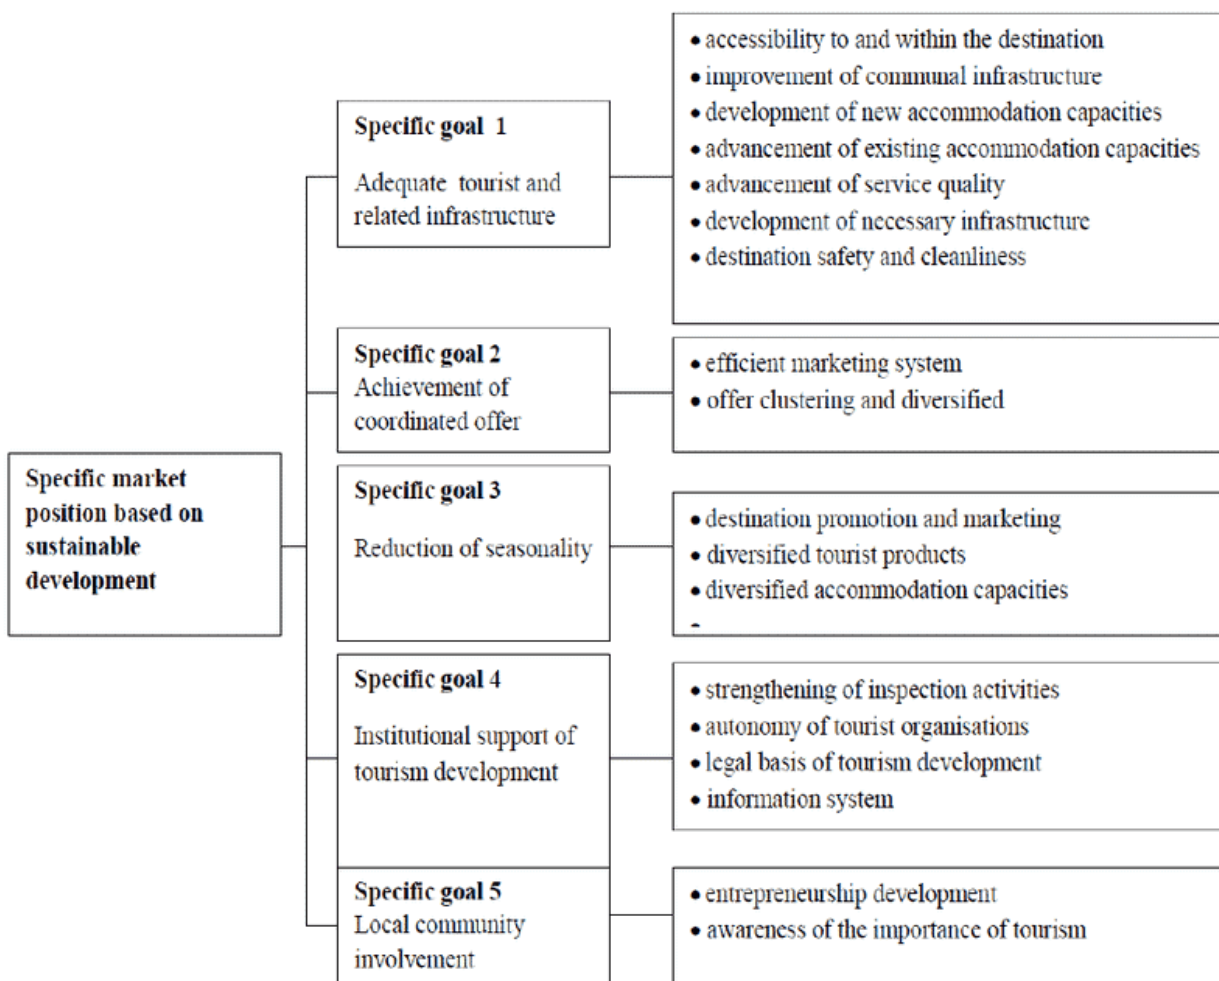 Specific market
position based on
sustainable
development
Specific goal 1
Adequate tourist and
related infrastructure
• accessibility to and within the destination
• improvement of communal infrastructure
• development of new accommodation capacities
• advancement of existing accommodation capacities
• advancement of service quality
• development of necessary infrastructure
• destination safety and cleanliness
Specific goal 2
Achievement of
coordinated offer
• efficient marketing system
• offer clustering and diversified
Specific goal 3
Reduction of seasonality
• destination promotion and marketing
• diversified tourist products
• diversified accommodation capacities
Specific goal 4
Institutional support of
tourism development
• strengthening of inspection activities
• autonomy of tourist organisations
• legal basis of tourism development
• information system
Specific goal 5
Local community
involvement
• entrepreneurship development
• awareness of the importance of tourism